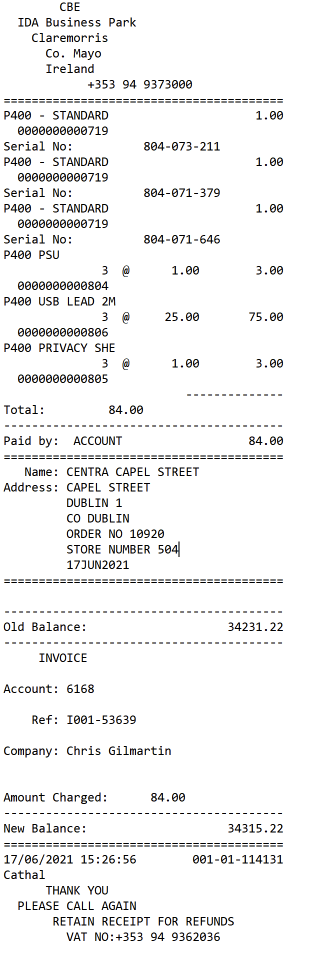 CBE
IDA Business Park
Claremorris
Co. Mayo
Ireland
+353 94 9373000
========================================
P400 - STANDARD 1.00
0000000000719
Serial No: 804-073-211
P400 - STANDARD 1.00
0000000000719
Serial No: 804-071-379
P400 - STANDARD 1.00
0000000000719
Serial No: 804-071-646
P400 PSU
3 @ 1.00 3.00
0000000000804
P400 USB LEAD 2M
3 @ 25.00 75.00
0000000000806
P400 PRIVACY SHE
3 @ 1.00 3.00
0000000000805
--------------
Total: 84.00
----------------------------------------
Paid by: ACCOUNT 84.00
========================================
Name: CENTRA CAPEL STREET
Address: CAPEL STREET
DUBLIN 1
CO DUBLIN
ORDER NO 10920
STORE NUMBER 504
17JUN2021
========================================
----------------------------------------
Old Balance: 34231.22
----------------------------------------
INVOICE
Account: 6168
Ref: I001-53639
Company: Chris Gilmartin
Amount Charged: 84.00
----------------------------------------
New Balance: 34315.22
========================================
17/06/2021 15:26:56 001-01-114131
Cathal
THANK YOU
PLEASE CALL AGAIN
RETAIN RECEIPT FOR REFUNDS
VAT NO:+353 94 9362036